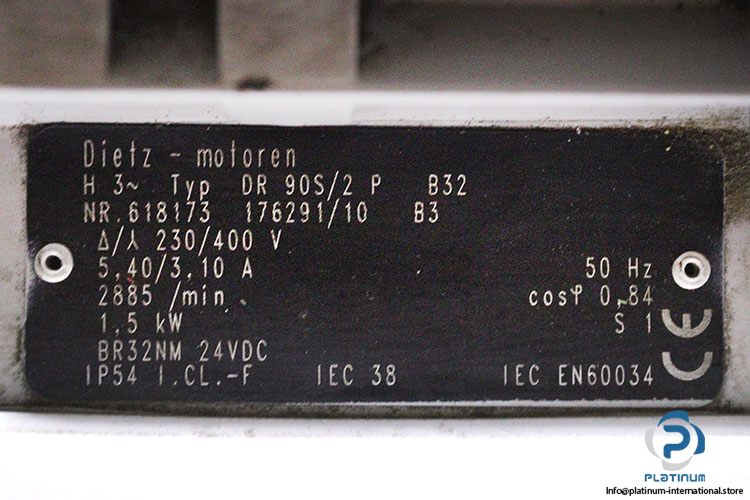 Dietz - motoren
H 3~ Typ DR 90S/2 P B32
NR.618173 176291/10 B3
Δ/⅄ 230/400 V
5,40/3,10 A 50 Hz
2885 /min cosφ 0,84
1,5 kW S 1
BR32NM 24VDC
IP54 I.CL.-F IEC 38 IEC EN60034
CE
PLATINUM
Info@platinum-international.store